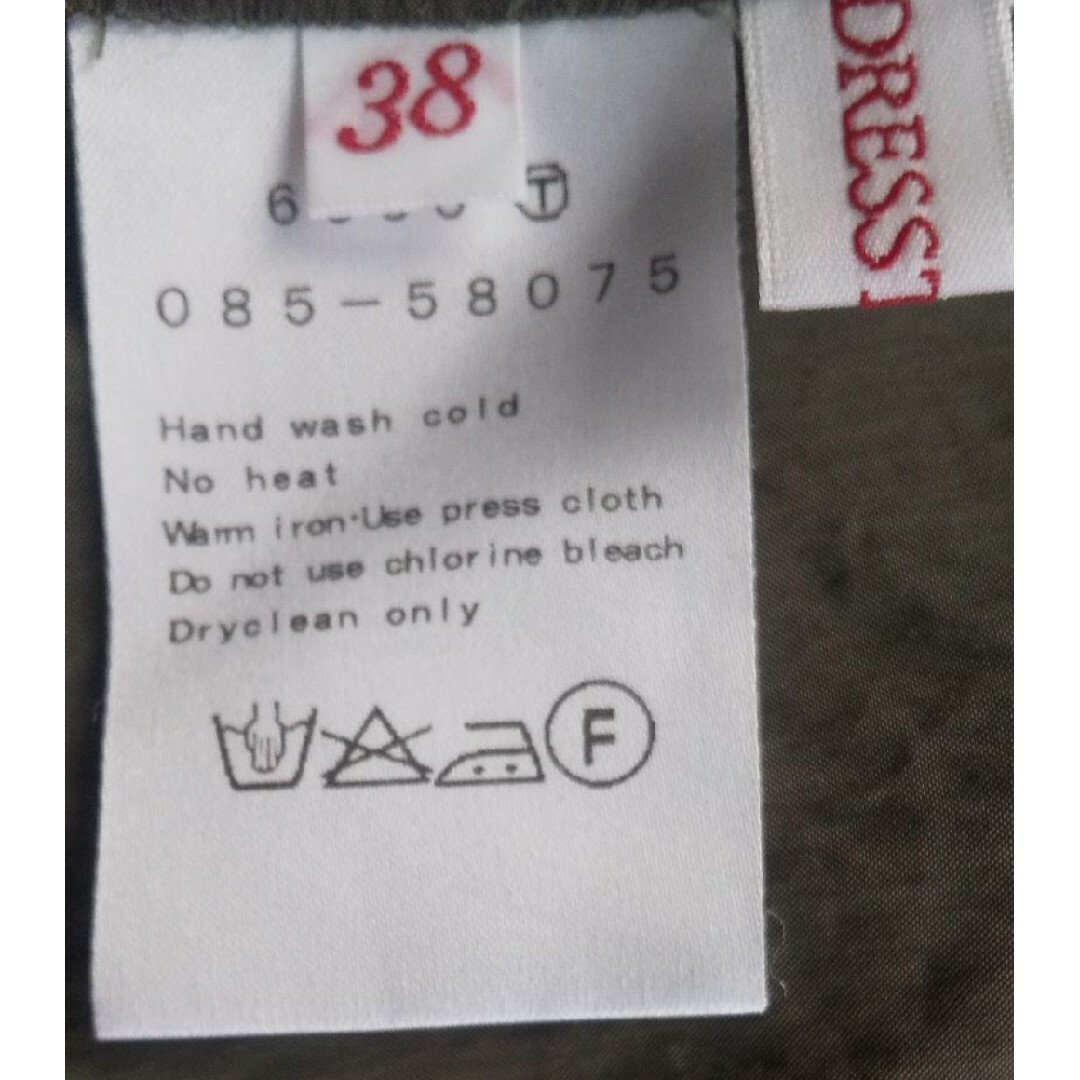 38
6
T
085-58075
Hand wash cold
No heat
Warm iron·Use press cloth
Do not use chlorine bleach
Dryclean only
F
DRESS